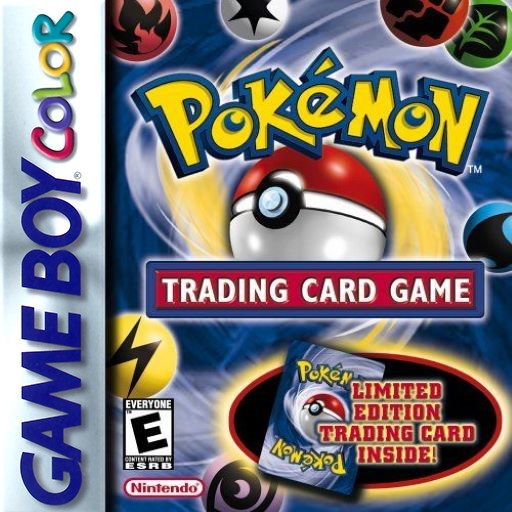 GAME BOY COLOR
®
POKéMON
TM
TRADING CARD GAME
POKéM
POKéMON
LIMITED
EDITION
TRADING CARD
INSIDE!
EVERYONE
E
CONTENT RATED BY
ESRB
Nintendo®